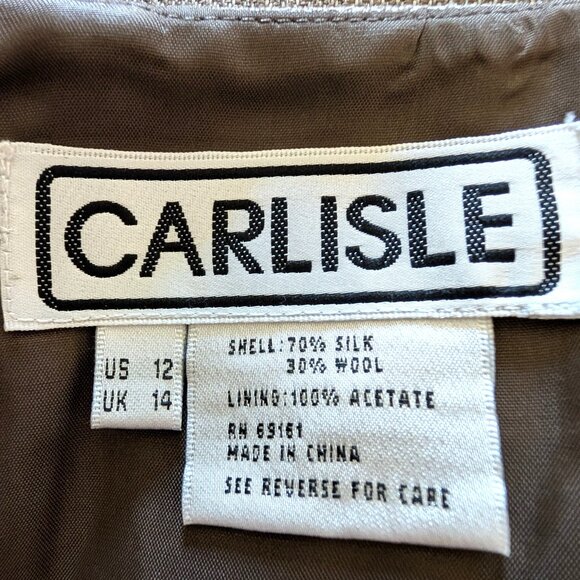 CARLISLE
US 12
UK 14
SHELL: 70% SILK
30% WOOL
LINING: 100% ACETATE
RN 69161
MADE IN CHINA
SEE REVERSE FOR CARE